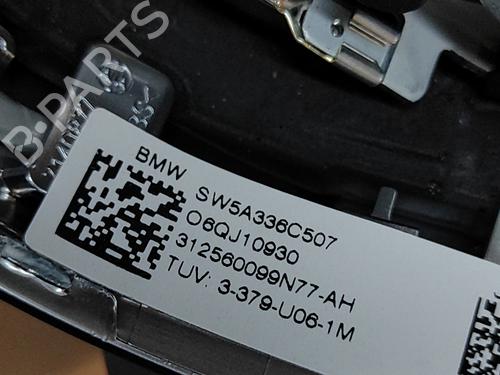 B-PARTS
BMW SW5A336C507
O6QJ10930
312560099N77-AH
TUV: 3-379-U06-1M